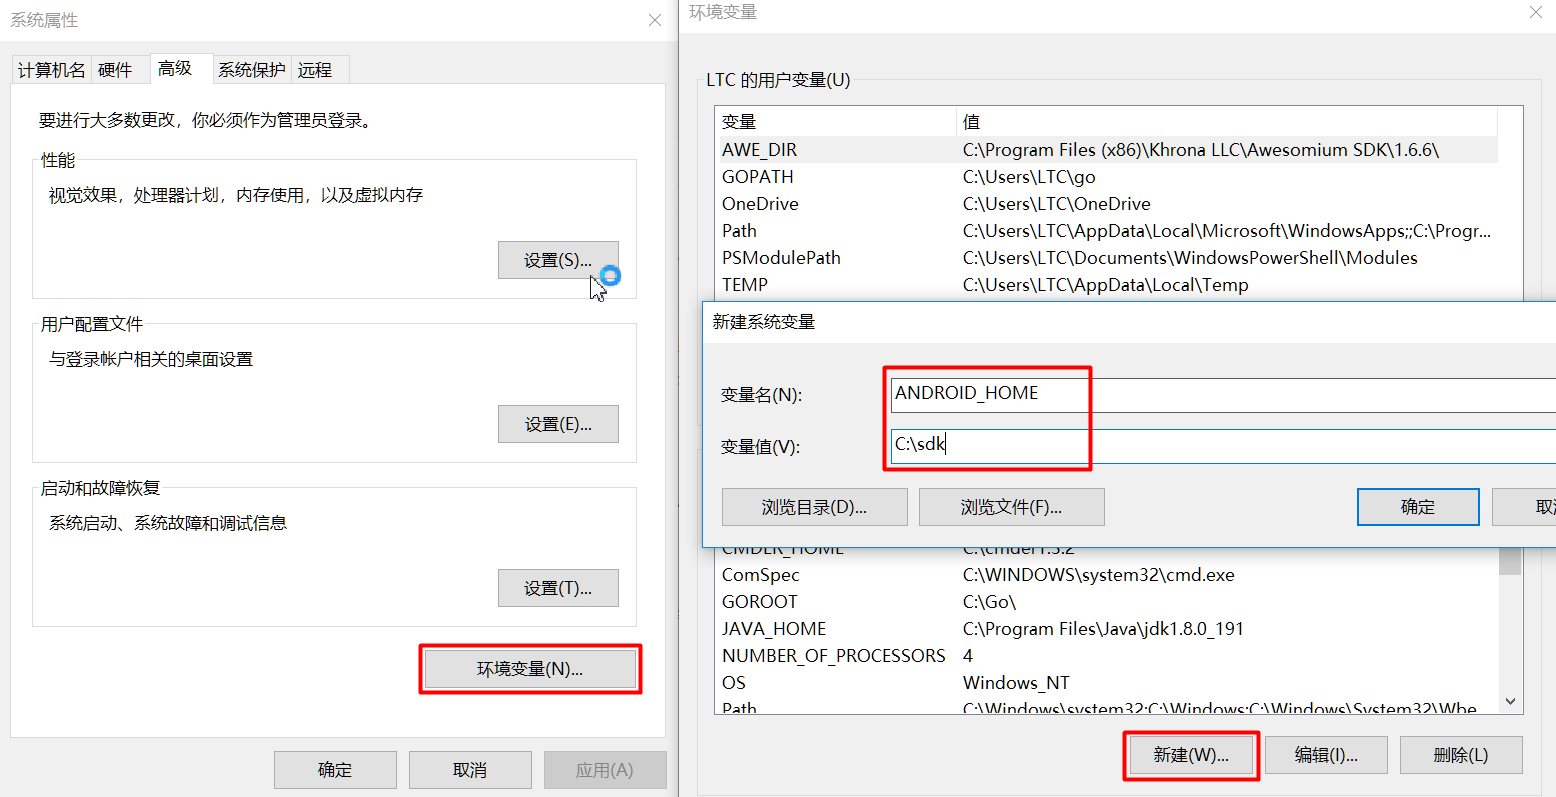 系统属性
计算机名 硬件 高级 系统保护 远程
要进行大多数更改，你必须作为管理员登录。
性能
视觉效果，处理器计划，内存使用，以及虚拟内存
设置(S)...
用户配置文件
与登录帐户相关的桌面设置
设置(E)...
启动和故障恢复
系统启动、系统故障和调试信息
设置(T)...
环境变量(N)...
确定 取消 应用(A)
环境变量
LTC 的用户变量(U)
变量 值
AWE_DIR C:\Program Files (x86)\Khrona LLC\Awesomium SDK\1.6.6\
GOPATH C:\Users\LTC\go
OneDrive C:\Users\LTC\OneDrive
Path C:\Users\LTC\AppData\Local\Microsoft\WindowsApps;;C:\Progr...
PSModulePath C:\Users\LTC\Documents\WindowsPowerShell\Modules
TEMP C:\Users\LTC\AppData\Local\Temp
新建系统变量
变量名(N): ANDROID_HOME
变量值(V): C:\sdk
浏览目录(D)... 浏览文件(F)... 确定 取
CMDER_HOME C:\cmder1.3.2
ComSpec C:\WINDOWS\system32\cmd.exe
GOROOT C:\Go\
JAVA_HOME C:\Program Files\Java\jdk1.8.0_191
NUMBER_OF_PROCESSORS 4
OS Windows_NT
Path C:\Windows\system32;C:\Windows;C:\Windows\System32\Wbe
新建(W)... 编辑(I)... 删除(L)